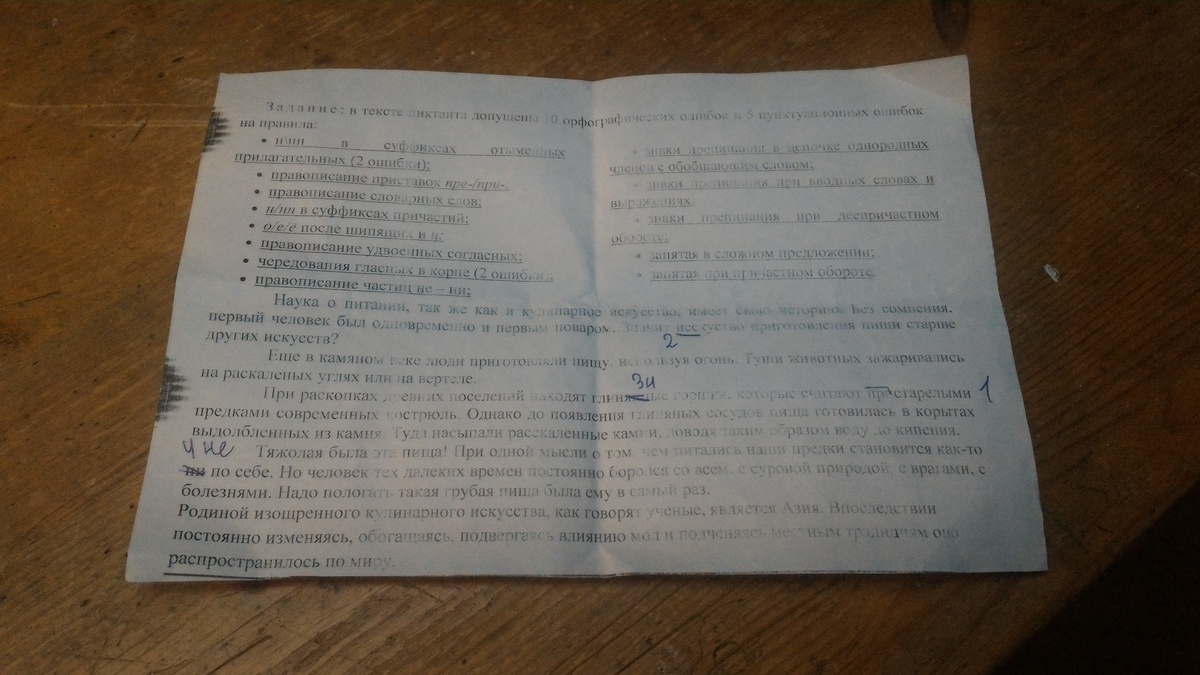 Задание: в тексте диктанта допущены 10 орфографических ошибок и 5 пунктуационных ошибок
на правила:
• н\нн в суффиксах отыменных
прилагательных (2 ошибки);
• правописание приставок пре-/при-;
• правописание словарных слов;
• н/нн в суффиксах причастий;
• о/е/ё после шипящих и ц;
• правописание удвоенных согласных;
• чередования гласных в корне (2 ошибки);
• правописание частиц не – ни;
• знаки препинания в цепочке однородных
членов с обобщающим словом;
• знаки препинания при вводных словах и
выражениях;
• знаки препинания при деепричастном
обороте;
• запятая в сложном предложении;
• запятая при причастном обороте.
Наука о питании, так же как и кулинарное искусство, имеет свою историю. Без сомнения,
первый человек был одновременно и первым поваром. Значит исскуство приготовления пищи старше
2
других искусств?
Еще в камяном веке люди приготовляли пищу, используя огонь. Туши животных зажаривались
на раскаленых углях или на вертеле.
3н
При раскопках древних поселений находят глиняные горшки, которые считают пристарелыми 1
предками современных кострюль. Однако до появления глиняных сосудов пища готовилась в корытах
выдолбленных из камня. Туда насыпали расскаленные камни, доводя таким образом воду до кипения.
4 не Тяжолая была эта пища! При одной мысли о том, чем питались наши предки становится как-то
ни по себе. Но человек тех далеких времен постоянно боролся со всем, с суровой природой, с врагами, с
болезнями. Надо пологать такая грубая пища была ему в самый раз.
Родиной изощренного кулинарного искусства, как говорят ученые, является Азия. Впоследствии
постоянно изменяясь, обогащаясь, подвергаясь влиянию мод и подченяясь местным традициям оно
распространилось по миру.